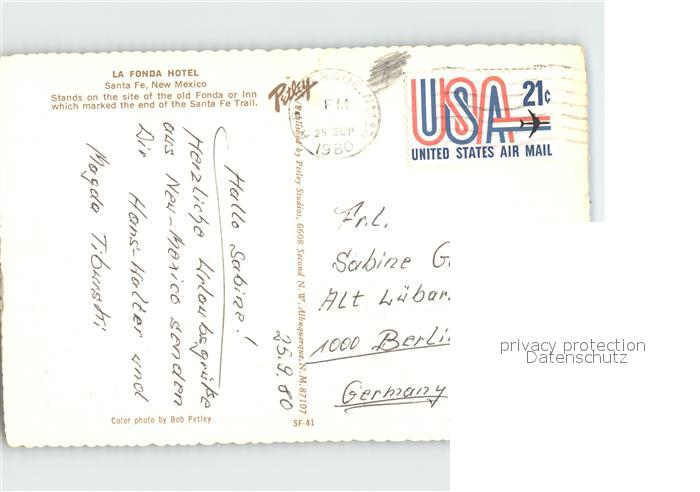 LA FONDA HOTEL
Santa Fe, New Mexico
Stands on the site of the old Fonda or Inn
which marked the end of the Santa Fe Trail.
Petley
Published by Petley Studios, 6608 Second N.W., Albuquerque, N.M. 87107
PM
25 SEP
1980
USA 21c
UNITED STATES AIR MAIL
25.9.80
Hallo Sabine!
Herzliche Urlaubsgrüße
aus New-Mexico senden
Dir Hans-Walter und
Magda
Frl.
Sabine G
Alt Lübar
1000 Berlin
Germany
Color photo by Bob Petley
SF-41
privacy protection
Datenschutz